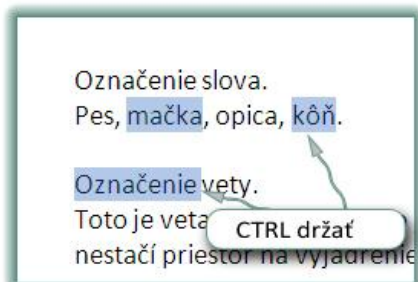 Označenie slova.
Pes, mačka, opica, kôň.
Označenie vety.
Toto je veta
CTRL držať
nestačí priestor na vyjadrenie